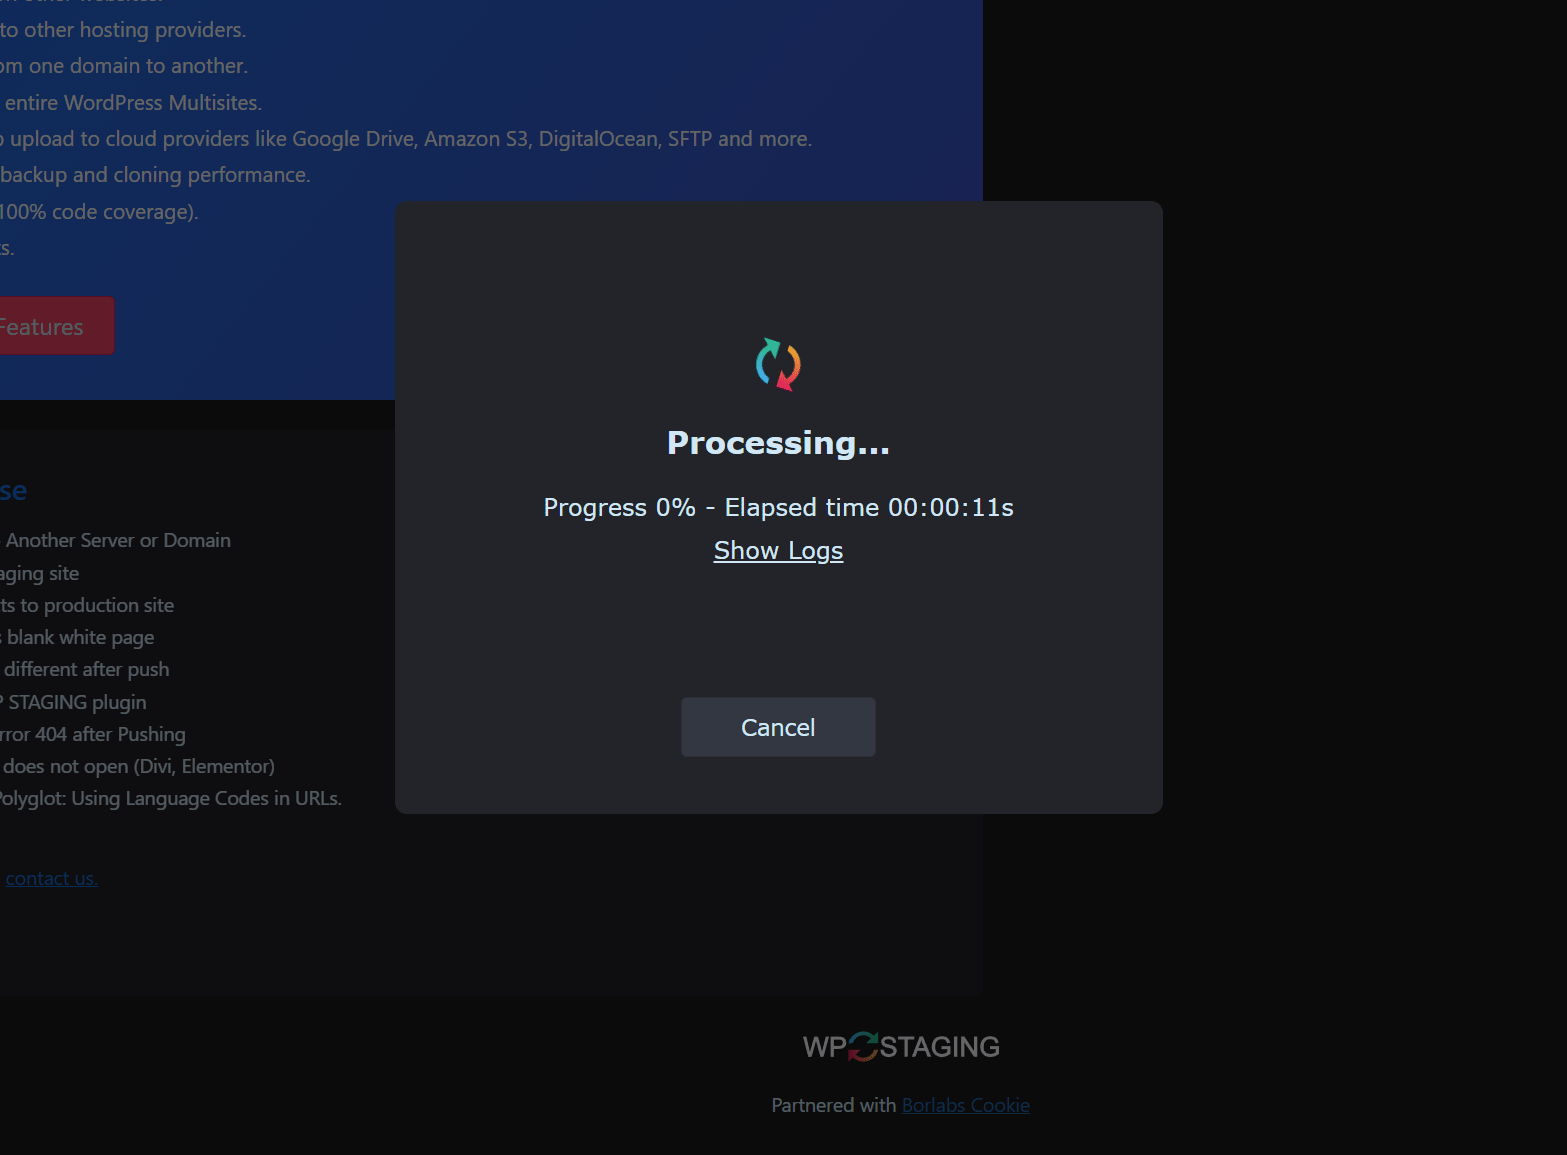 other websites.
to other hosting providers.
om one domain to another.
entire WordPress Multisites.
upload to cloud providers like Google Drive, Amazon S3, DigitalOcean, SFTP and more.
backup and cloning performance.
100% code coverage).
s.
Features
Processing...
Progress 0% - Elapsed time 00:00:11s
Show Logs
Cancel
se
Another Server or Domain
aging site
ts to production site
s blank white page
different after push
P STAGING plugin
rror 404 after Pushing
does not open (Divi, Elementor)
Polyglot: Using Language Codes in URLs.
contact us.
WP STAGING
Partnered with Borlabs Cookie